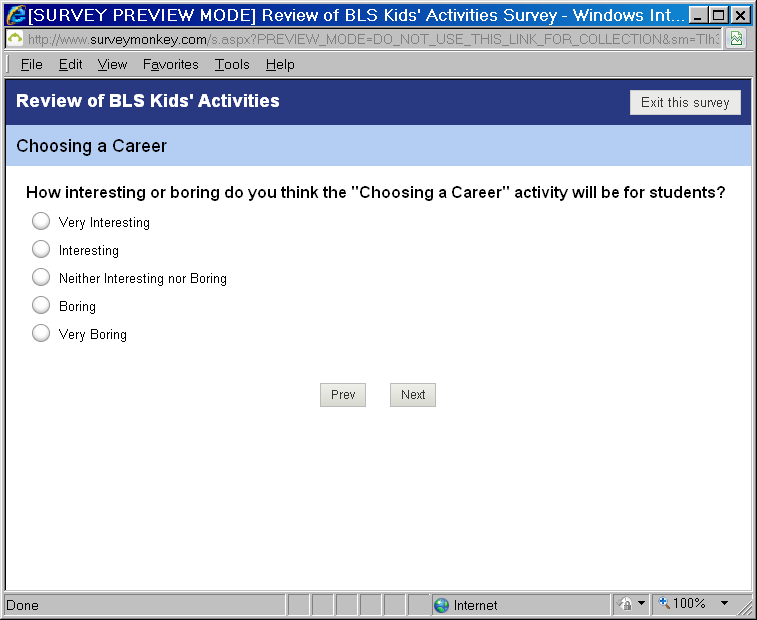 [SURVEY PREVIEW MODE] Review of BLS Kids' Activities Survey - Windows Int...
http://www.surveymonkey.com/s.aspx?PREVIEW_MODE=DO_NOT_USE_THIS_LINK_FOR_COLLECTION&sm=TIh
File Edit View Favorites Tools Help
Review of BLS Kids' Activities
Exit this survey
Choosing a Career
How interesting or boring do you think the "Choosing a Career" activity will be for students?
Very Interesting
Interesting
Neither Interesting nor Boring
Boring
Very Boring
Prev Next
Done Internet 100%